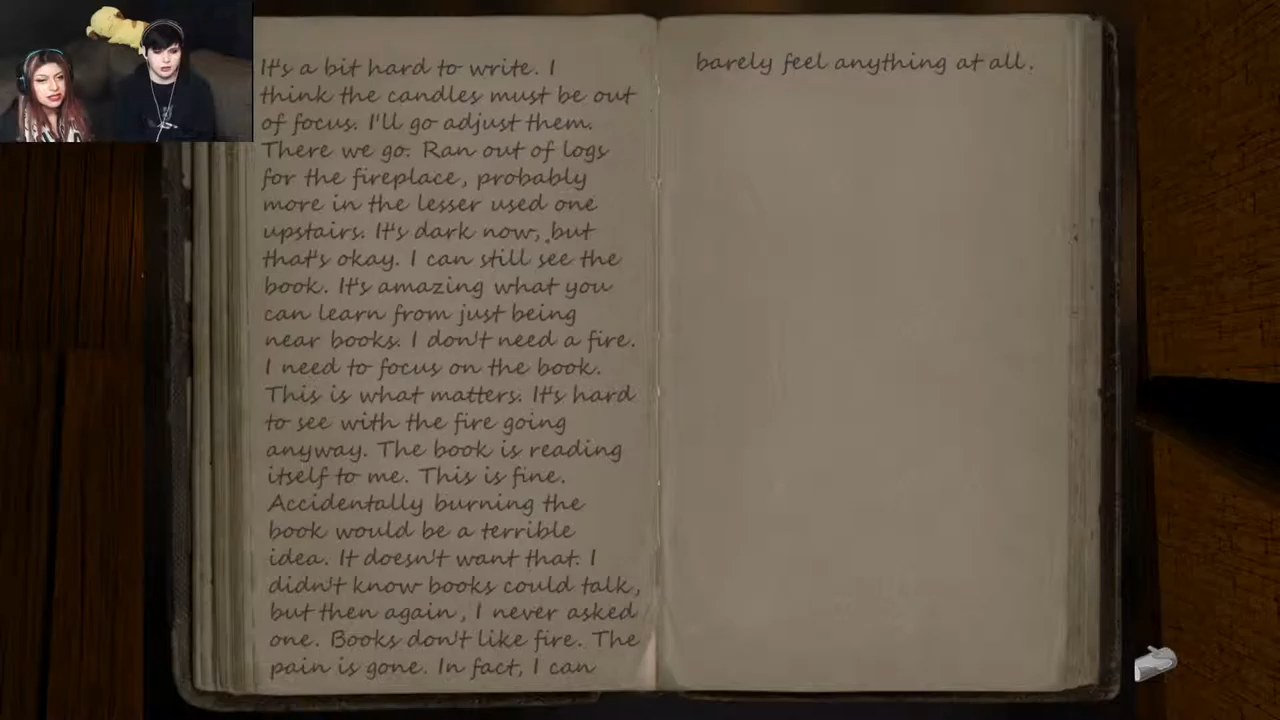 It's a bit hard to write. I
think the candles must be out
of focus. I'll go adjust them.
There we go. Ran out of logs
for the fireplace, probably
more in the lesser used one
upstairs. It's dark now, but
that's okay. I can still see the
book. It's amazing what you
can learn from just being
near books. I don't need a fire.
I need to focus on the book.
This is what matters. It's hard
to see with the fire going
anyway. The book is reading
itself to me. This is fine.
Accidentally burning the
book would be a terrible
idea. It doesn't want that. I
didn't know books could talk,
but then again, I never asked
one. Books don't like fire. The
pain is gone. In fact, I can
barely feel anything at all.